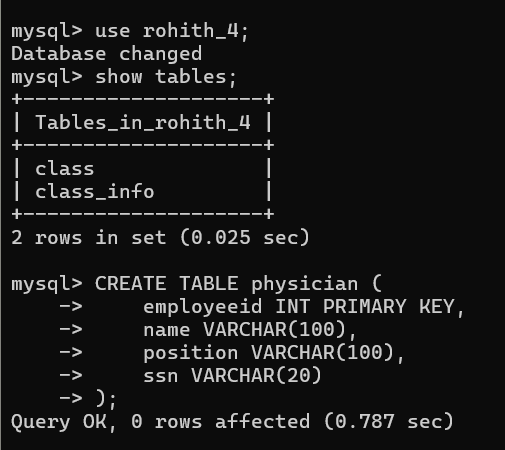 mysql> use rohith_4;
Database changed
mysql> show tables;
+--------------------+
| Tables_in_rohith_4 |
+--------------------+
| class              |
| class_info         |
+--------------------+
2 rows in set (0.025 sec)

mysql> CREATE TABLE physician (
    ->     employeeid INT PRIMARY KEY,
    ->     name VARCHAR(100),
    ->     position VARCHAR(100),
    ->     ssn VARCHAR(20)
    -> );
Query OK, 0 rows affected (0.787 sec)